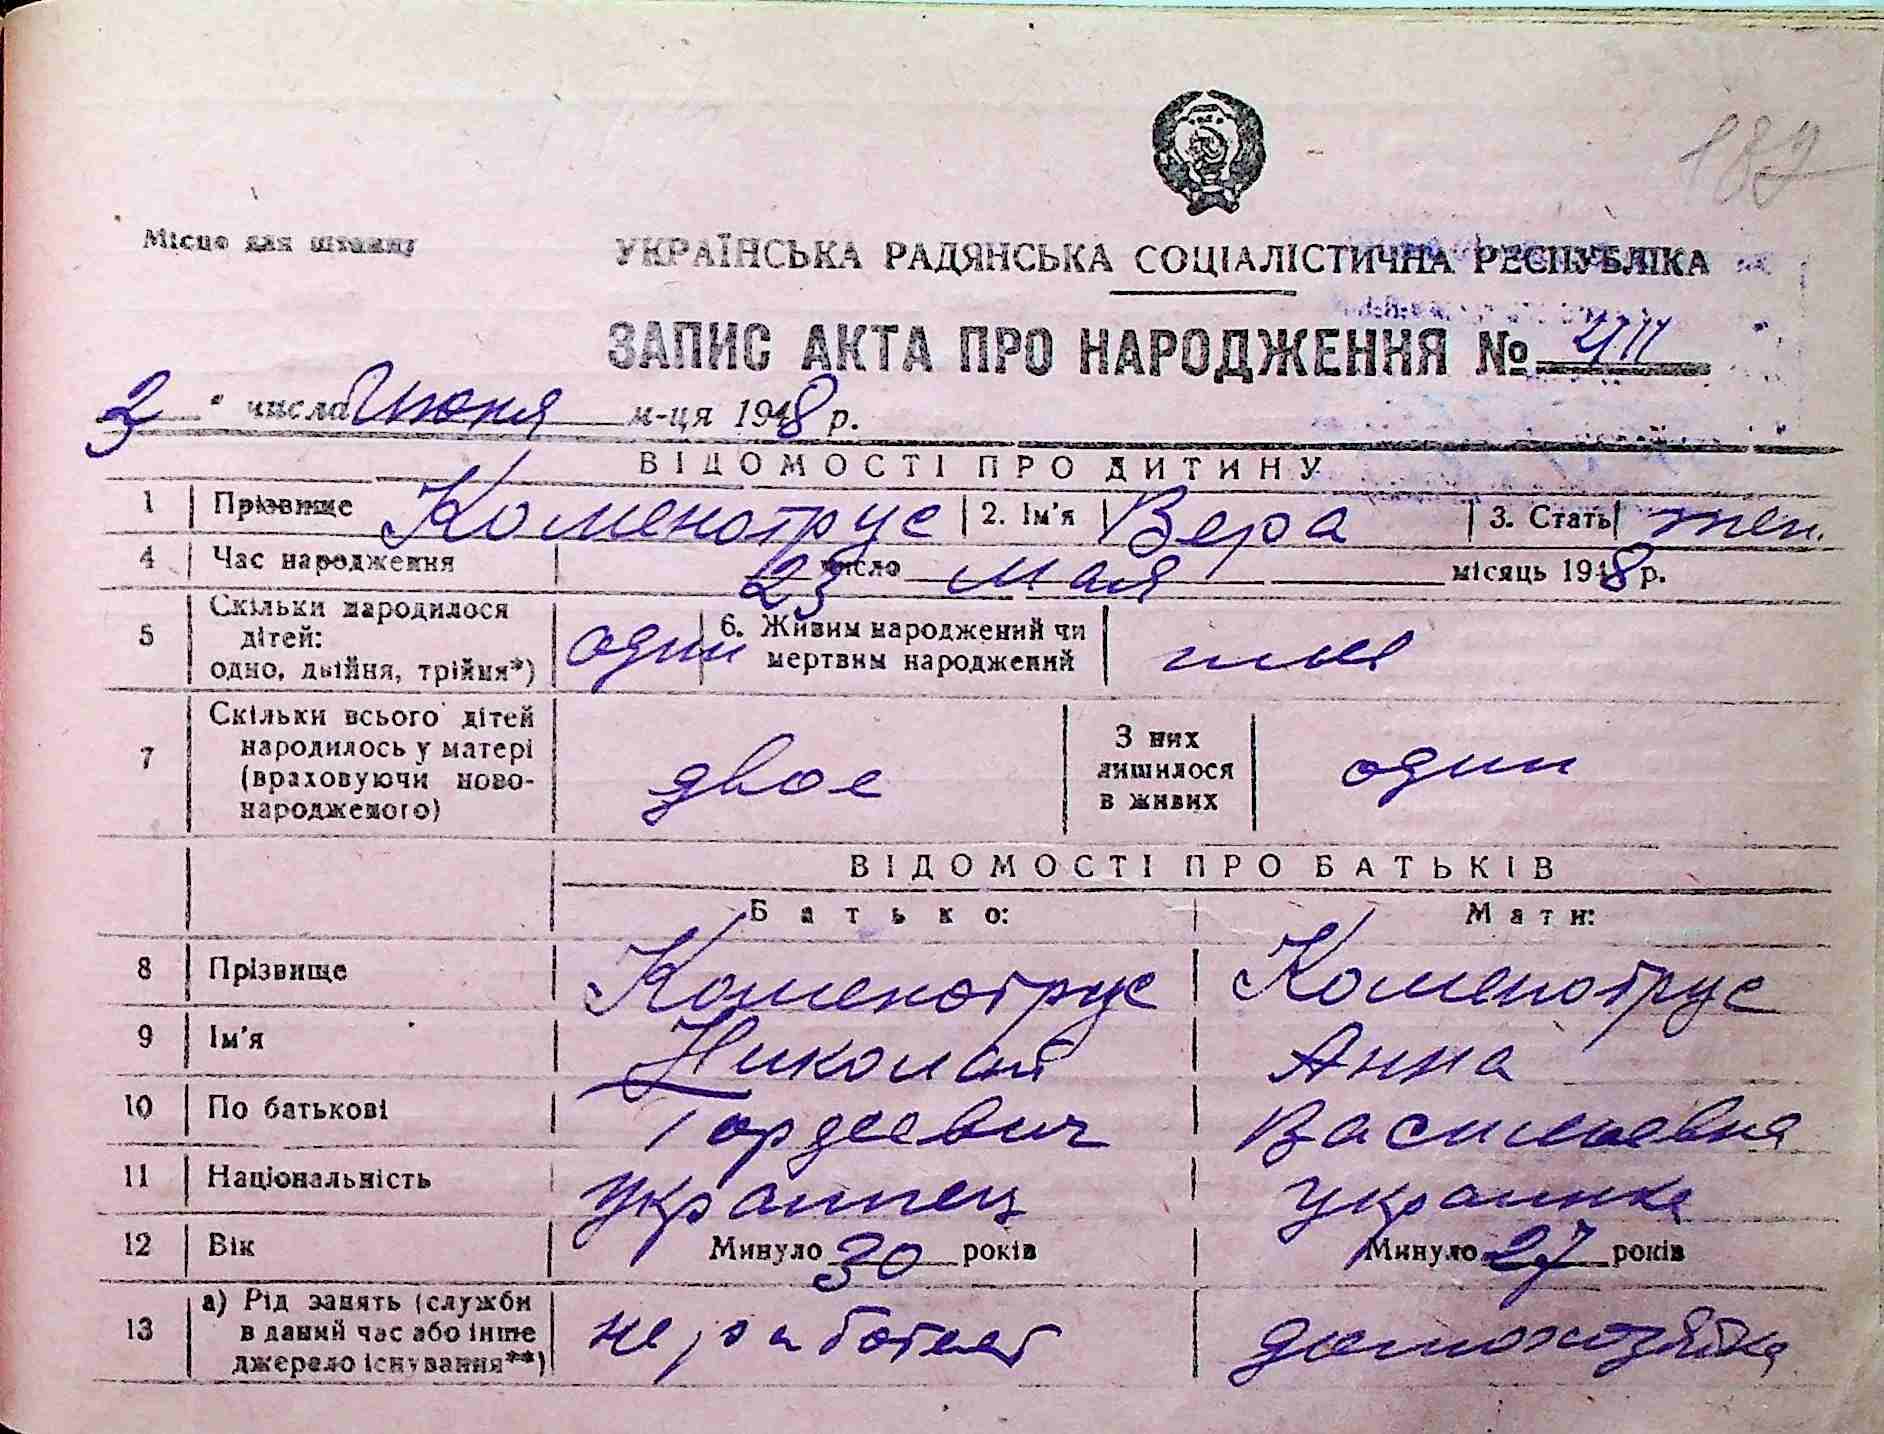 187
Місце для штампу
УКРАЇНСЬКА РАДЯНСЬКА СОЦІАЛІСТИЧНА РЕСПУБЛІКА
ЗАПИС АКТА ПРО НАРОДЖЕННЯ №
3 " числа Июня м-ця 1948 р.
ВІДОМОСТІ ПРО ДИТИНУ
1 Прізвище Коменотрус 2. Ім'я Вера 3. Стать жен.
4 Час народження 23 число мая місяць 1948 р.
5 Скільки народилося дітей: одно, двійня, трійня*) один 6. Живим народжений чи мертвим народжений
7 Скільки всього дітей народилось у матері (враховуючи ново-народженого) двое З них лишилося в живих один
ВІДОМОСТІ ПРО БАТЬКІВ
Батько: Мати:
8 Прізвище Коменотрус Коменотрус
9 Ім'я Николай Анна
10 По батькові Гордеевич Васильевна
11 Національність украинец украинка
12 Вік Минуло 30 років Минуло 27 років
13 а) Рід занять (служби в даний час або інше джерело існування**) не работает домохозяйка